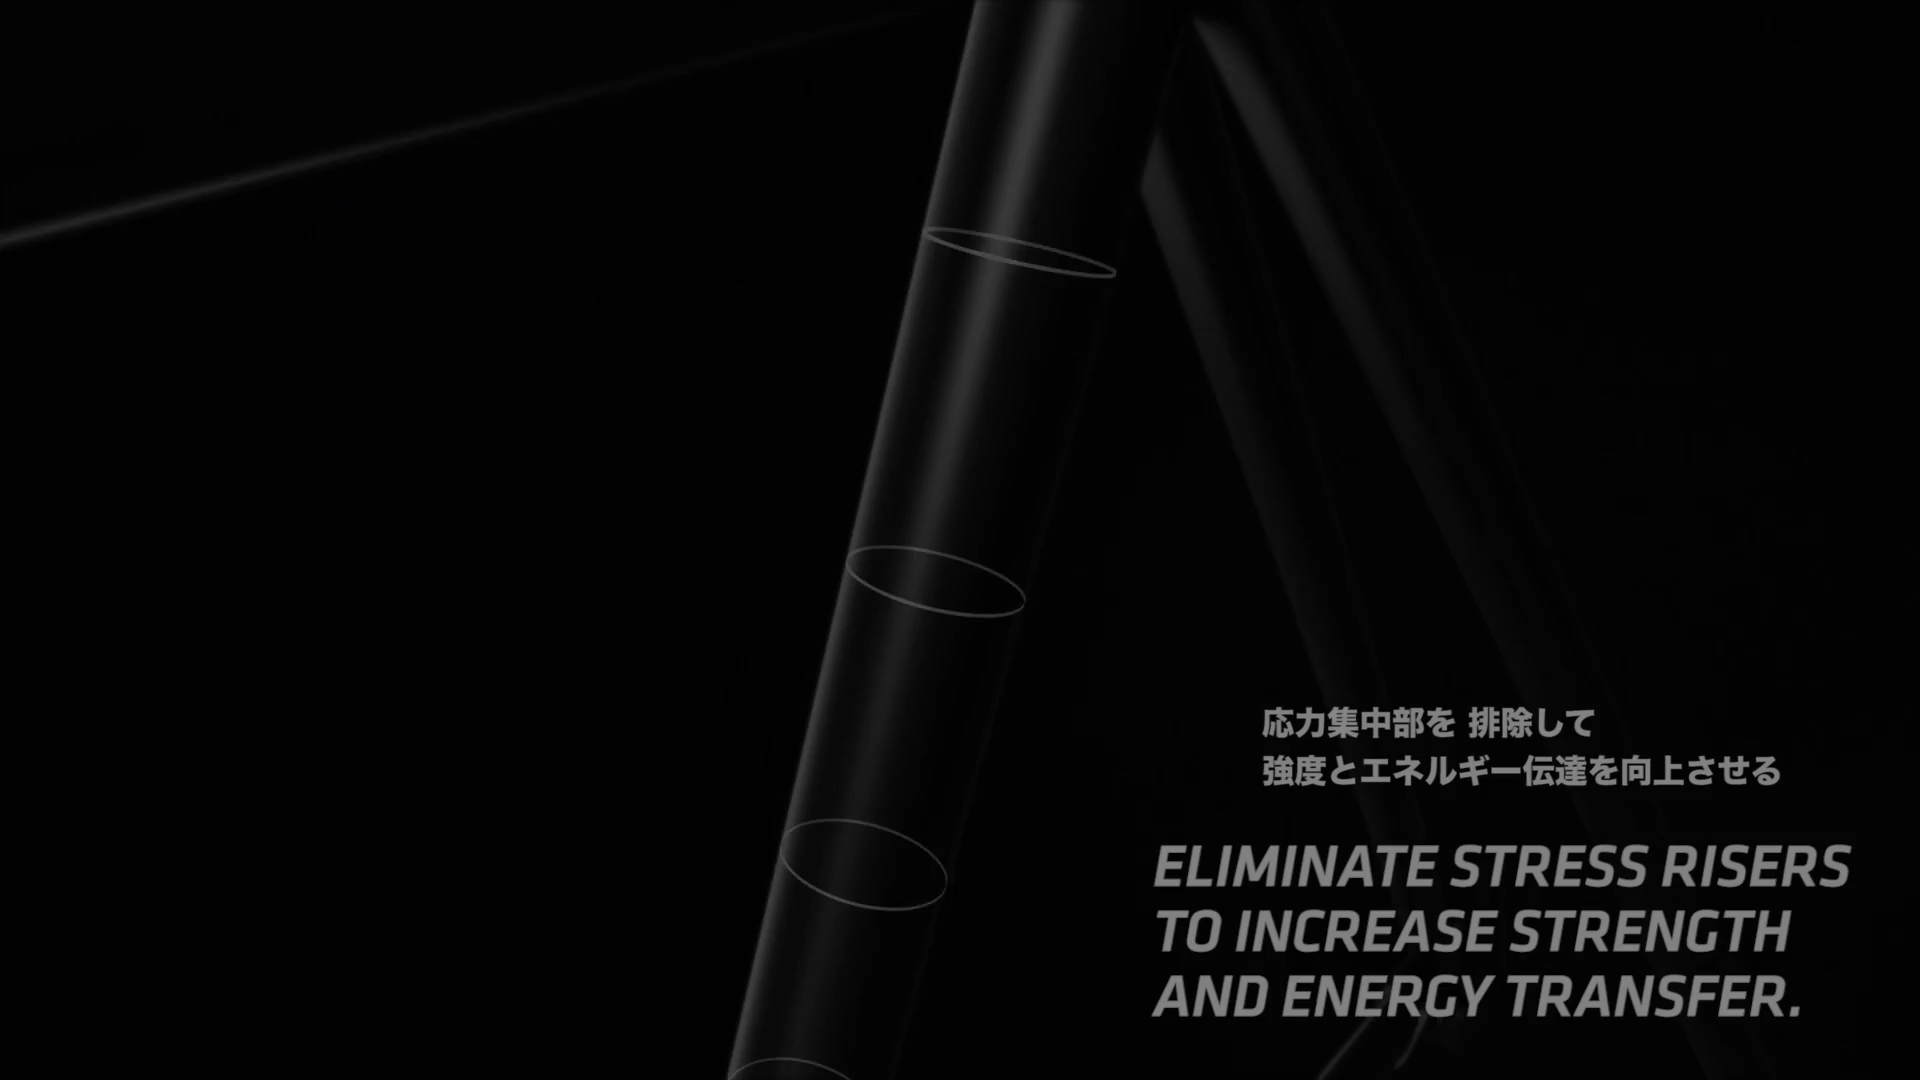 応力集中部を 排除して
強度とエネルギー伝達を向上させる
ELIMINATE STRESS RISERS
TO INCREASE STRENGTH
AND ENERGY TRANSFER.